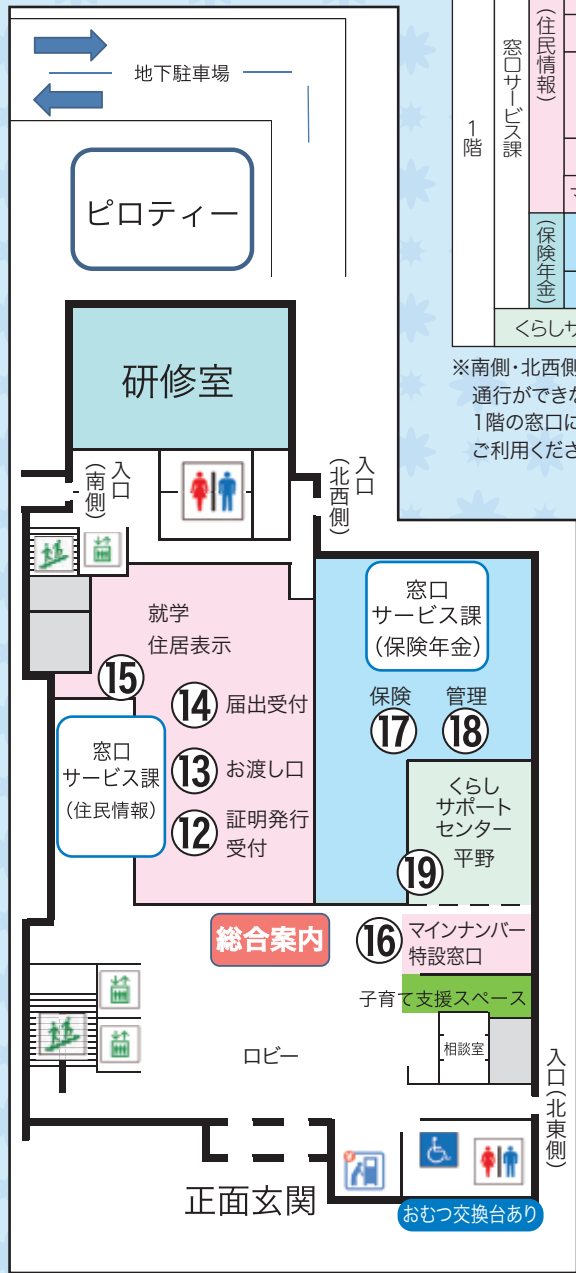 地下駐車場
ピロティー
研修室
入口
(南側)
入口
(北西側)
1階
窓口サービス課
(住民情報)
(保険年金)
くらしサ
※南側・北西側
通行ができな
1階の窓口に
ご利用くださ
就学
住居表示
⑮
⑭ 届出受付
⑬ お渡し口
⑫ 証明発行
受付
窓口
サービス課
(住民情報)
窓口
サービス課
(保険年金)
保険 管理
⑰ ⑱
くらし
サポート
センター
平野
⑲
総合案内
⑯ マインナンバー
特設窓口
子育て支援スペース
相談室
ロビー
入口(北東側)
正面玄関
おむつ交換台あり